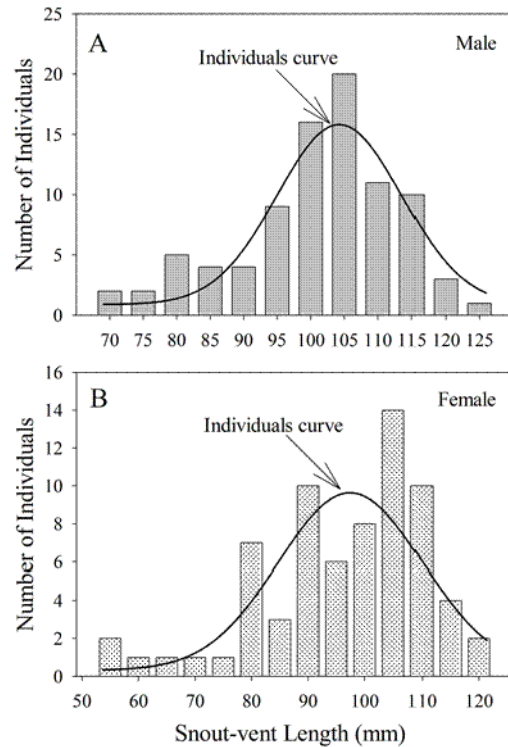 A
Male
Individuals curve
Number of Individuals
25
20
15
10
5
0
70 75 80 85 90 95 100 105 110 115 120 125
B
Female
Individuals curve
Number of Individuals
16
14
12
10
8
6
4
2
0
50 60 70 80 90 100 110 120
Snout-vent Length (mm)